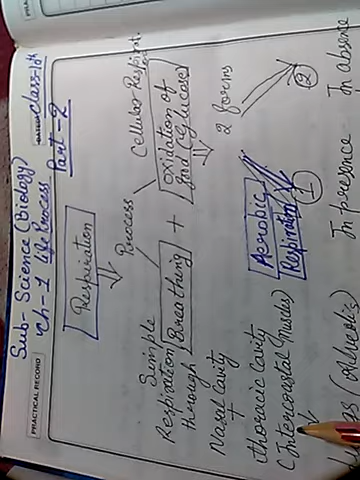 PRACTICAL RECORD
DATE
Sub- Science (Biology)
class-10th
ch-1 Life Process
Part-2
Respiration
Process
Simple
Respiration
through
Nasal Cavity
+
thoracic Cavity
(Intercostal Muscles)
Breathing
+
Cellular Respirat.
Oxidation of
food (Glucose)
2 forms
Aerobic
Respiration
1
2
In presence
In absence